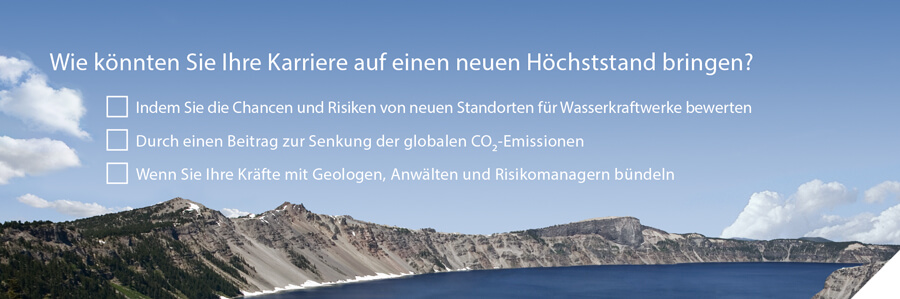 Wie könnten Sie Ihre Karriere auf einen neuen Höchststand bringen?
Indem Sie die Chancen und Risiken von neuen Standorten für Wasserkraftwerke bewerten
Durch einen Beitrag zur Senkung der globalen CO₂-Emissionen
Wenn Sie Ihre Kräfte mit Geologen, Anwälten und Risikomanagern bündeln